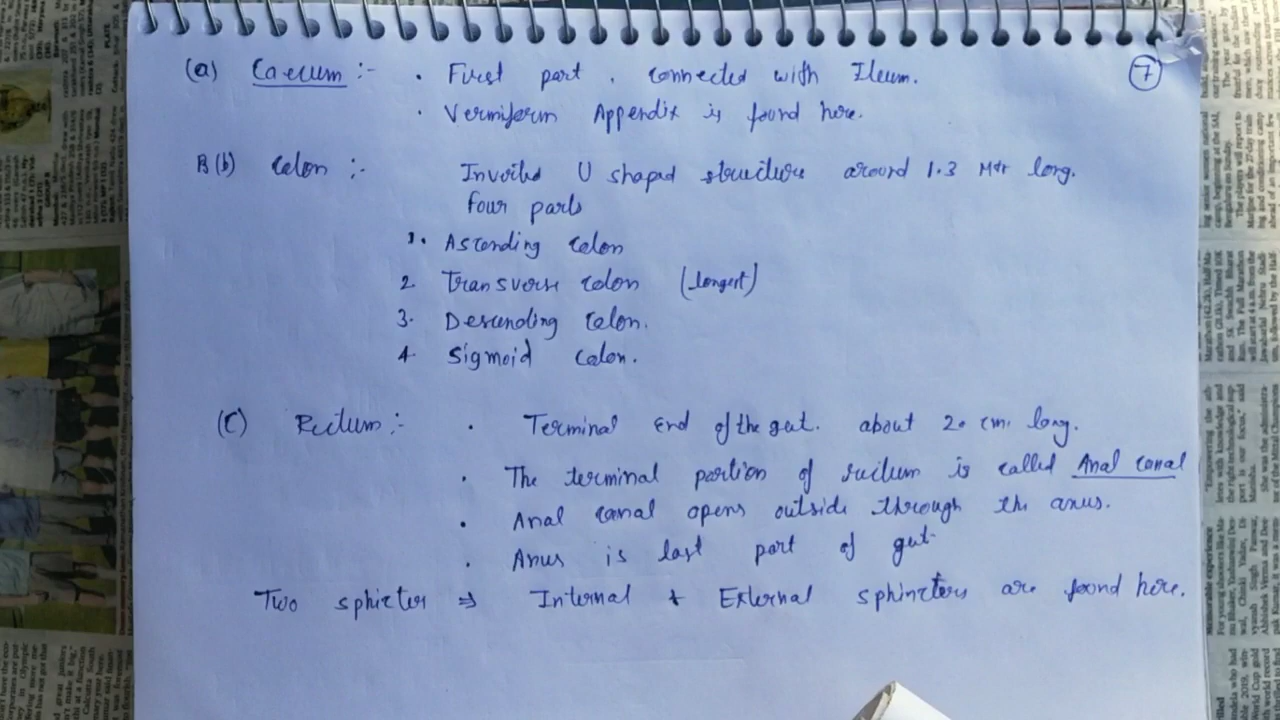 (a) Caecum :- • First part, connected with Ileum. 7
• Vermiform Appendix is found here.
B(b) Colon :- Inverted U shaped structure around 1.3 Mtr long.
four parts
1. Ascending colon
2. Transverse colon (longest)
3. Descending colon.
4. Sigmoid colon.
(C) Rectum :- • Terminal end of the gut. about 20 cm. long.
• The terminal portion of rectum is called Anal canal
• Anal canal opens outside through the anus.
• Anus is last part of gut.
Two sphicter ⇒ Internal & External sphincters are found here.